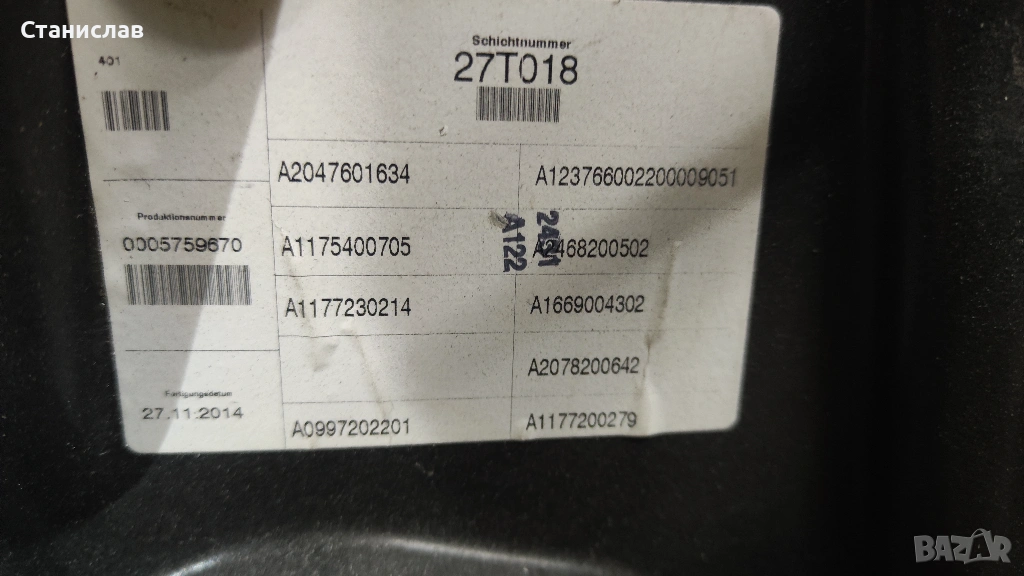 Станислав
401
Schichtnummer
27T018
A2047601634
A123766002200009051
Produktionsnummer
0005759670
A1175400705
A2468200502
2421
A122
A1177230214
A1669004302
A2078200642
Fertigungsdatum
27.11.2014
A0997202201
A1177200279
BAZAR